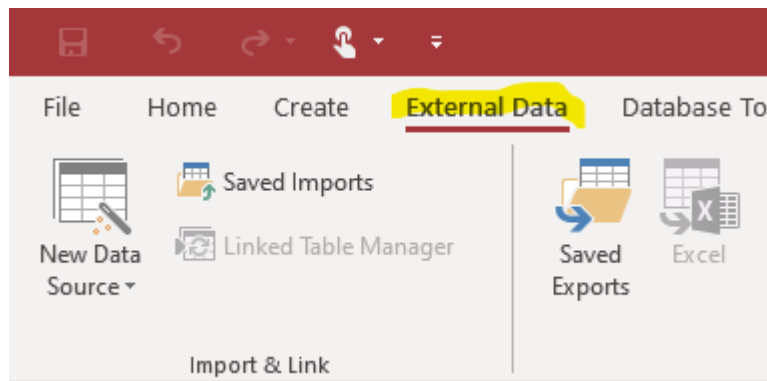 File Home Create External Data Database To
New Data
Source
Saved Imports
Linked Table Manager
Import & Link
Saved
Exports
Excel